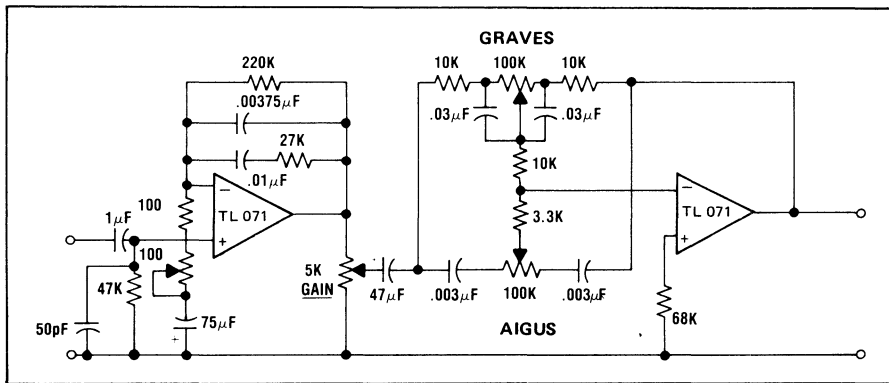 GRAVES
220K
10K
100K
10K
.00375µF
.03µF
.03µF
27K
10K
.01µF
−
TL 071
+
1µF
100
100
3.3K
−
TL 071
+
5K
GAIN
47K
47µF
.003µF
100K
.003µF
50pF
75µF
+
AIGUS
68K